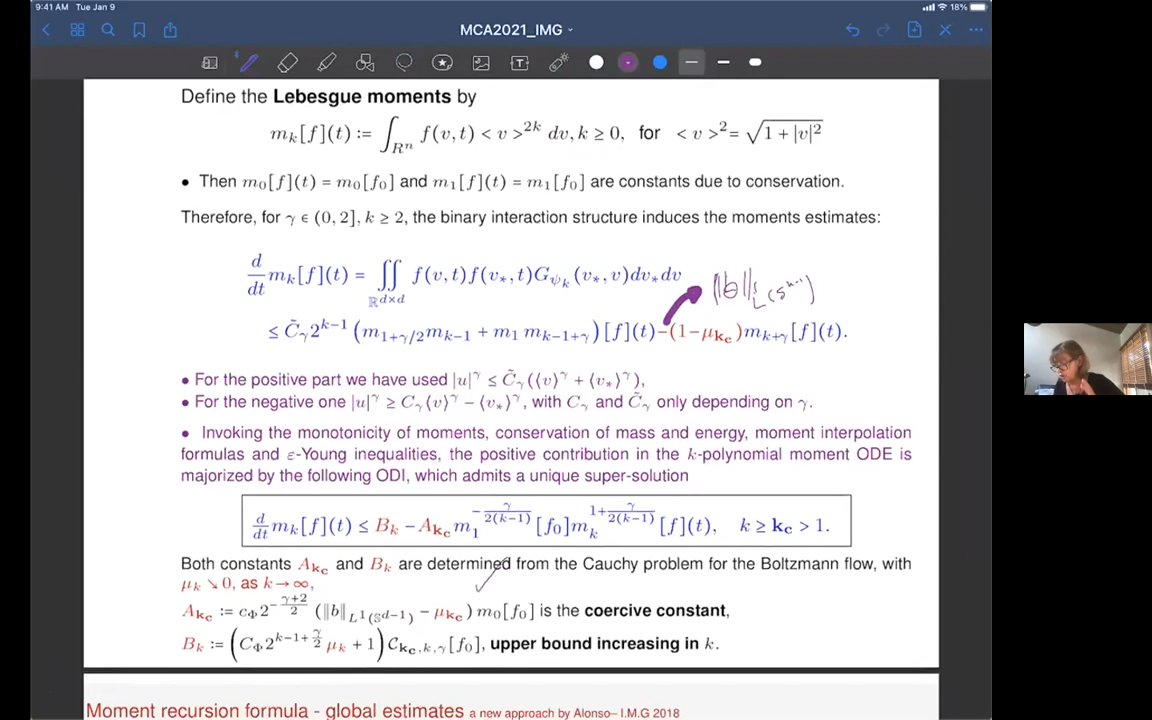 9:41 AM Tue Jan 9
18%
MCA2021_IMG
Define the Lebesgue moments by
m_k[f](t) := ∫_{R^n} f(v,t) < v >^{2k} dv, k ≥ 0, for < v >^2 = √(1 + |v|^2)
• Then m_0[f](t) = m_0[f_0] and m_1[f](t) = m_1[f_0] are constants due to conservation.
Therefore, for γ ∈ (0, 2], k ≥ 2, the binary interaction structure induces the moments estimates:
d/dt m_k[f](t) = ∬_{ℝ^{d×d}} f(v,t)f(v_*,t)G_{ψ_k}(v_*,v)dv_*dv
≤ C̃_γ 2^{k-1} (m_{1+γ/2}m_{k-1} + m_1 m_{k-1+γ/2})[f](t) - (1-μ_{k_c})m_{k+γ/2}[f](t).
• For the positive part we have used |u|^γ ≤ C̃_γ(⟨v⟩^γ + ⟨v_*⟩^γ),
• For the negative one |u|^γ ≥ C_γ⟨v⟩^γ - ⟨v_*⟩^γ, with C_γ and C̃_γ only depending on γ.
• Invoking the monotonicity of moments, conservation of mass and energy, moment interpolation
formulas and ε-Young inequalities, the positive contribution in the k-polynomial moment ODE is
majorized by the following ODI, which admits a unique super-solution
d/dt m_k[f](t) ≤ B_k - A_{k_c} m_1^{-γ/2(k-1)}[f_0] m_k^{1+γ/2(k-1)}[f](t), k ≥ k_c > 1.
Both constants A_{k_c} and B_k are determined from the Cauchy problem for the Boltzmann flow, with
μ_k ↘ 0, as k → ∞,
A_{k_c} := c_Φ 2^{-(γ+2)/2} (‖b‖_{L^1(𝕊^{d-1})} - μ_{k_c}) m_0[f_0] is the coercive constant,
B_k := (C_Φ 2^{k-1+γ/2} μ_k + 1) 𝒞_{k_c,k,γ}[f_0], upper bound increasing in k.
Moment recursion formula - global estimates a new approach by Alonso– I.M.G 2018